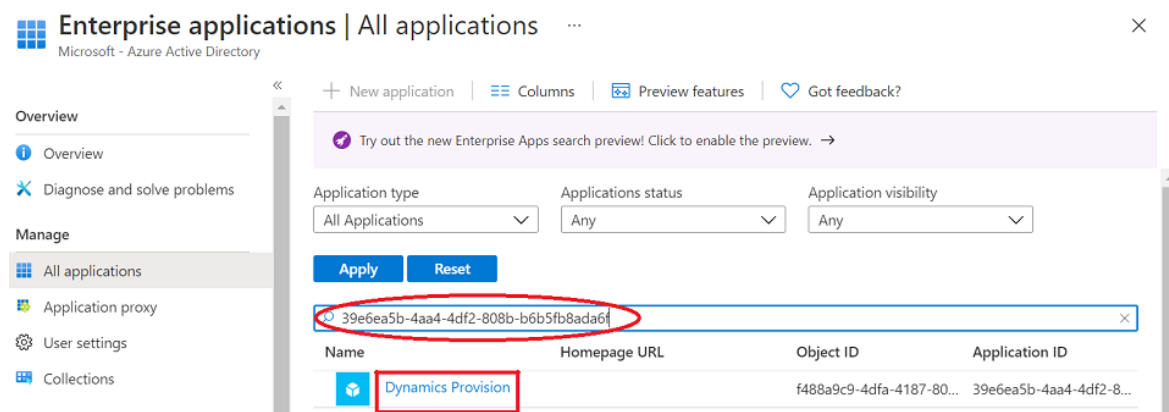 Enterprise applications | All applications ...
Microsoft - Azure Active Directory
Overview
Overview
Diagnose and solve problems
Manage
All applications
Application proxy
User settings
Collections
New application
Columns
Preview features
Got feedback?
Try out the new Enterprise Apps search preview! Click to enable the preview. →
Application type
Applications status
Application visibility
All Applications
Any
Any
Apply
Reset
39e6ea5b-4aa4-4df2-808b-b6b5fb8ada6f
Name
Homepage URL
Object ID
Application ID
Dynamics Provision
f488a9c9-4dfa-4187-80...
39e6ea5b-4aa4-4df2-8...